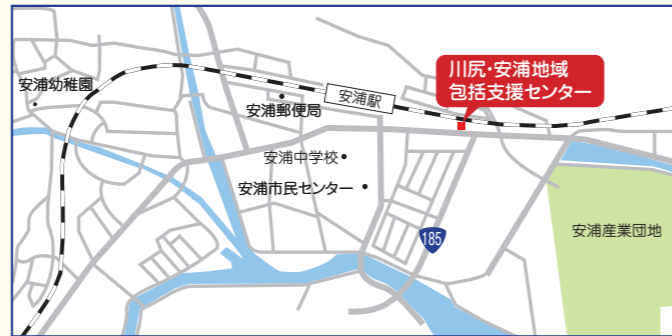 川尻・安浦地域
包括支援センター
安浦幼稚園
安浦駅
安浦郵便局
安浦中学校
安浦市民センター
185
安浦産業団地